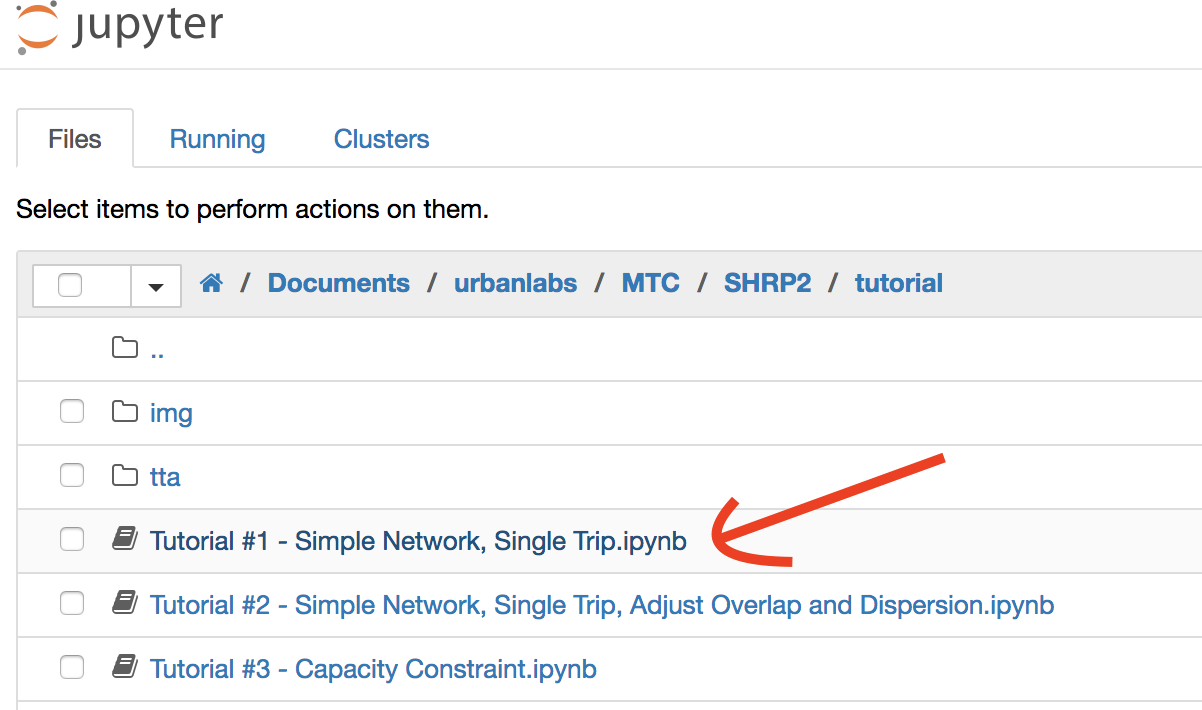 jupyter
Files Running Clusters
Select items to perform actions on them.
/ Documents / urbanlabs / MTC / SHRP2 / tutorial
..
img
tta
Tutorial #1 - Simple Network, Single Trip.ipynb
Tutorial #2 - Simple Network, Single Trip, Adjust Overlap and Dispersion.ipynb
Tutorial #3 - Capacity Constraint.ipynb